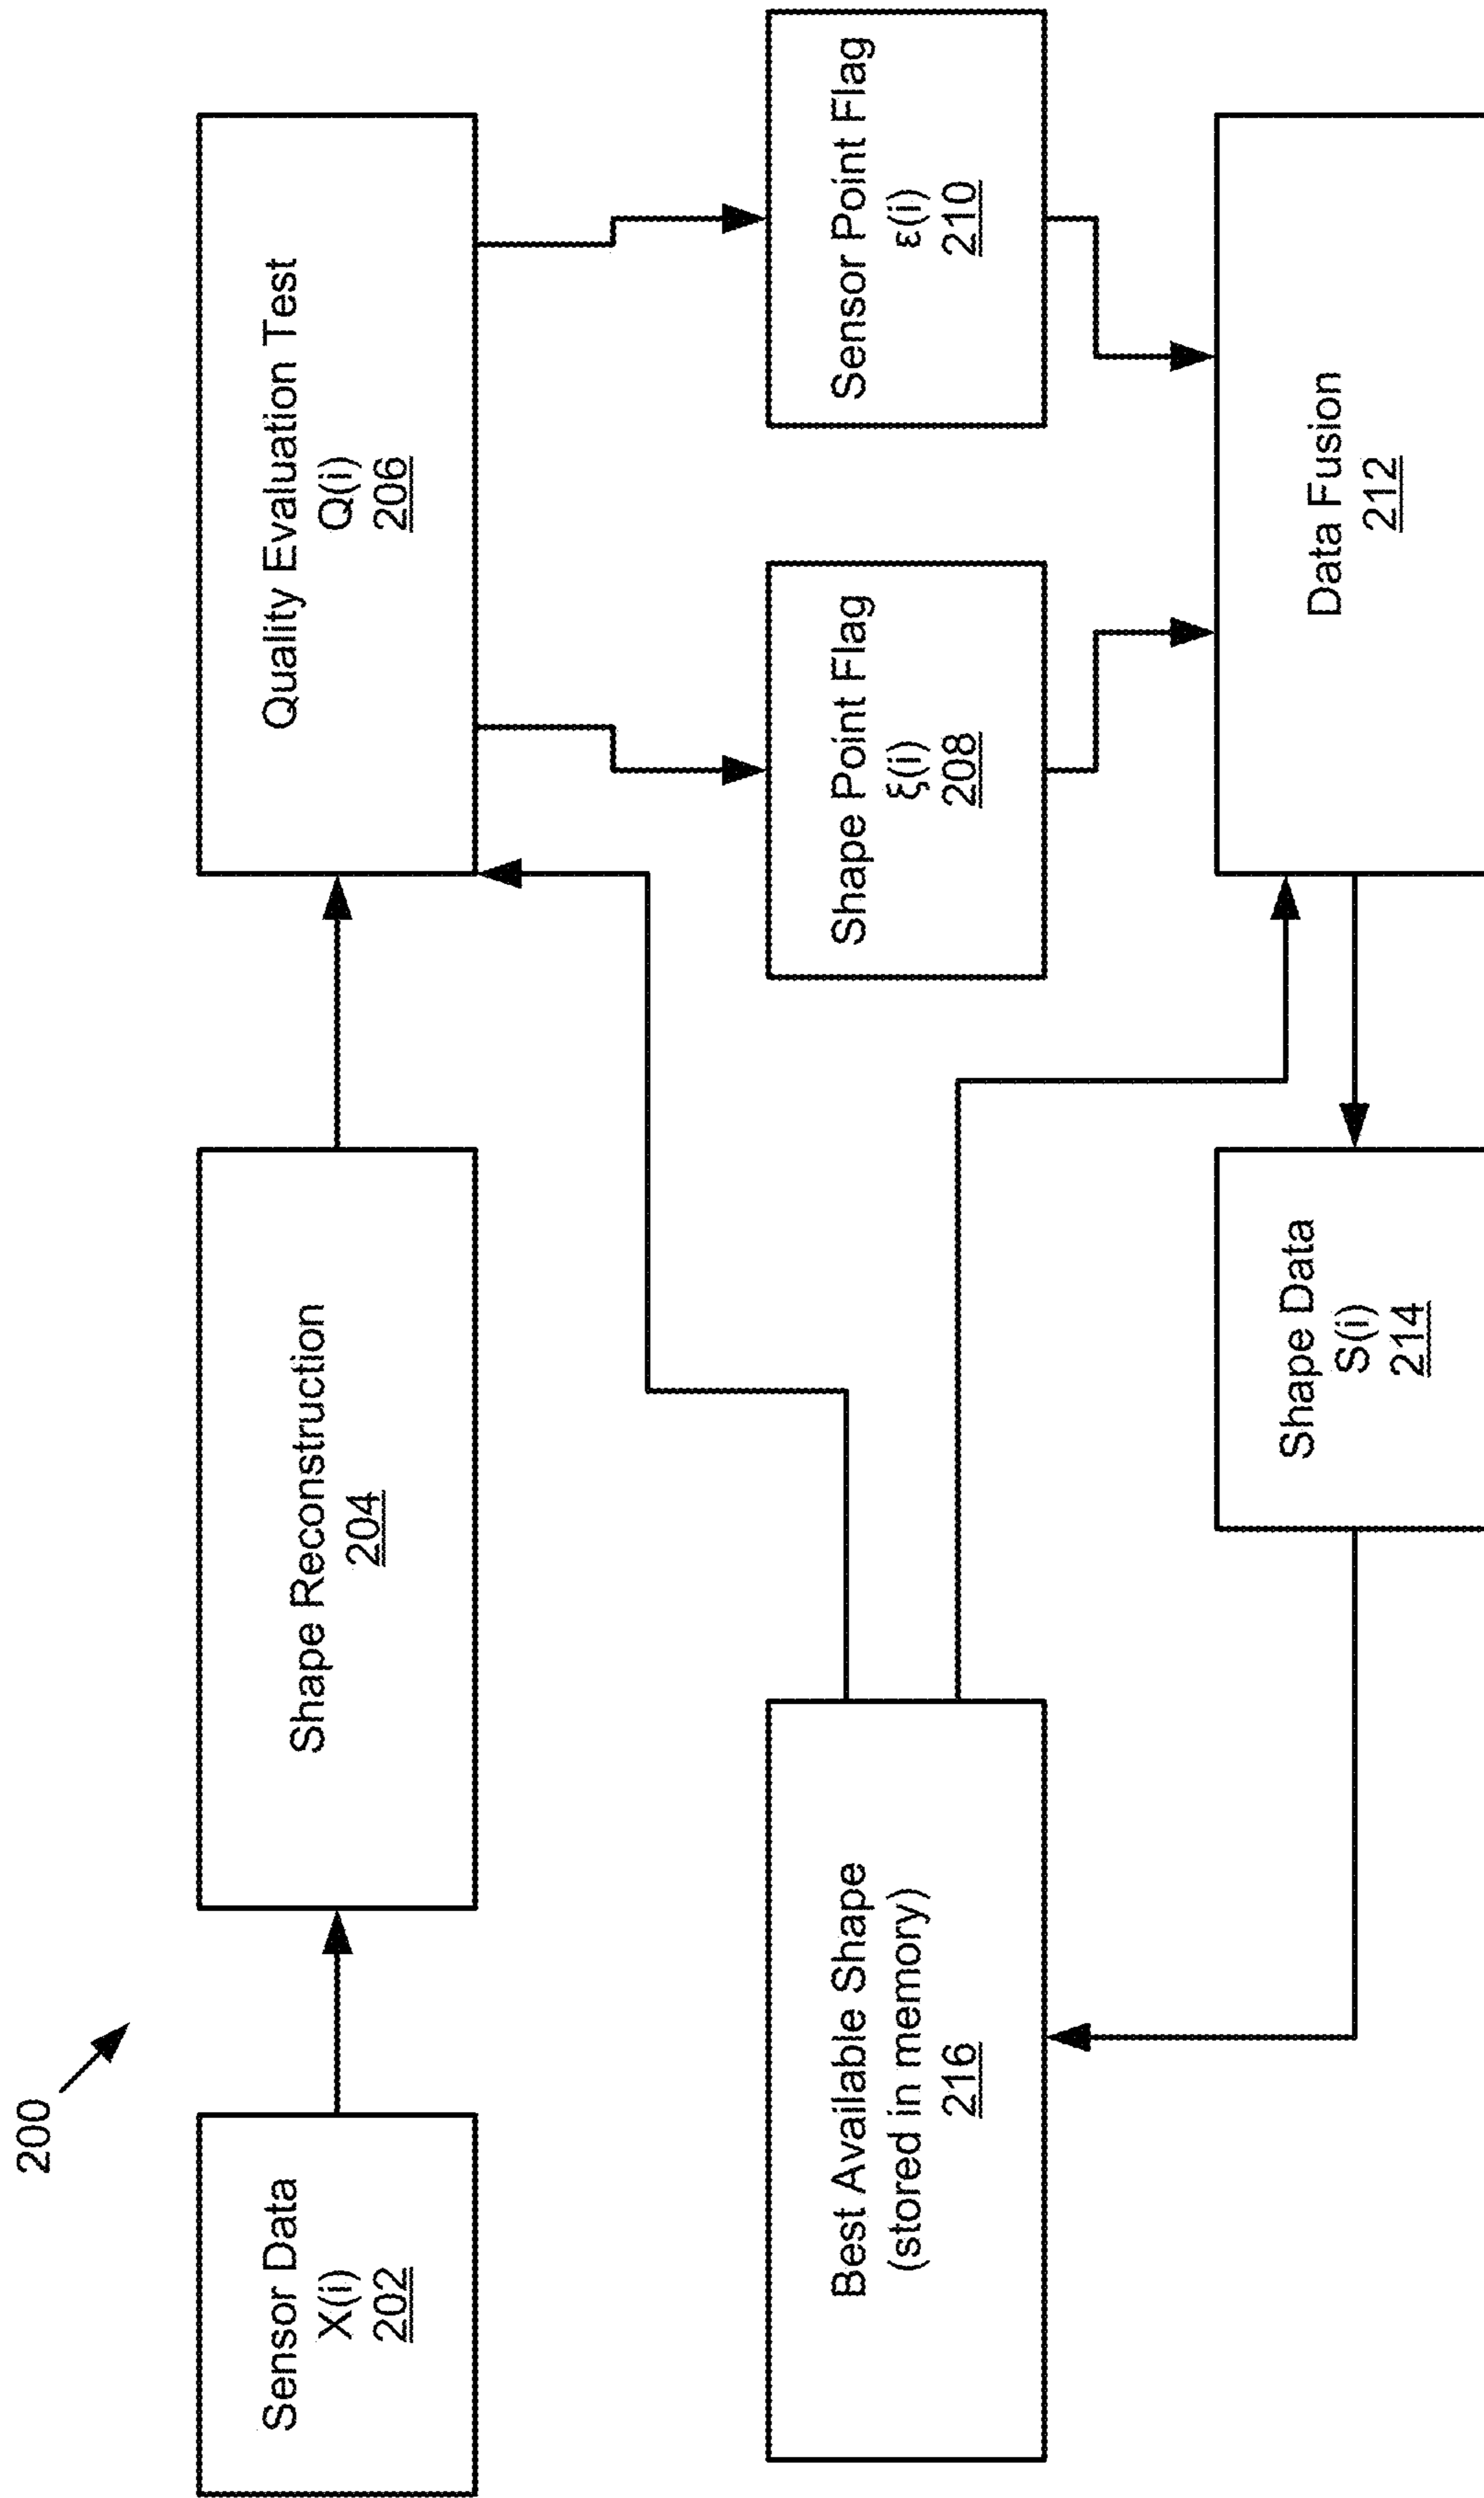 200
Sensor Data
X(i)
202
Shape Reconstruction
204
Quality Evaluation Test
Q(i)
206
Best Available Shape
(stored in memory)
216
Shape Point Flag
ξ(i)
208
Sensor Point Flag
ε(i)
210
Shape Data
S(i)
214
Data Fusion
212